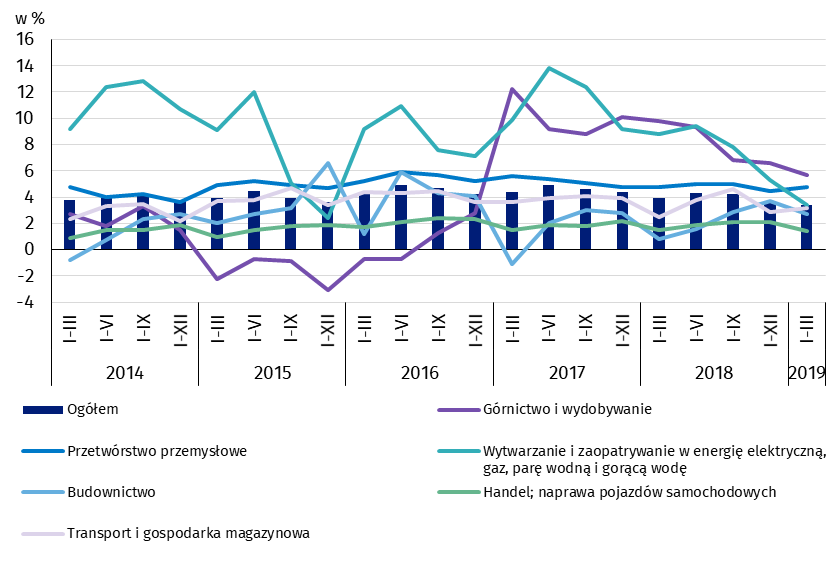 w %
16
14
12
10
8
6
4
2
0
-2
-4
I-III
I-VI
I-IX
I-XII
I-III
I-VI
I-IX
I-XII
I-III
I-VI
I-IX
I-XII
I-III
I-VI
I-IX
I-XII
I-III
I-VI
I-IX
I-XII
I-III
2014
2015
2016
2017
2018
2019
Ogółem
Górnictwo i wydobywanie
Przetwórstwo przemysłowe
Wytwarzanie i zaopatrywanie w energię elektryczną,
gaz, parę wodną i gorącą wodę
Budownictwo
Handel; naprawa pojazdów samochodowych
Transport i gospodarka magazynowa